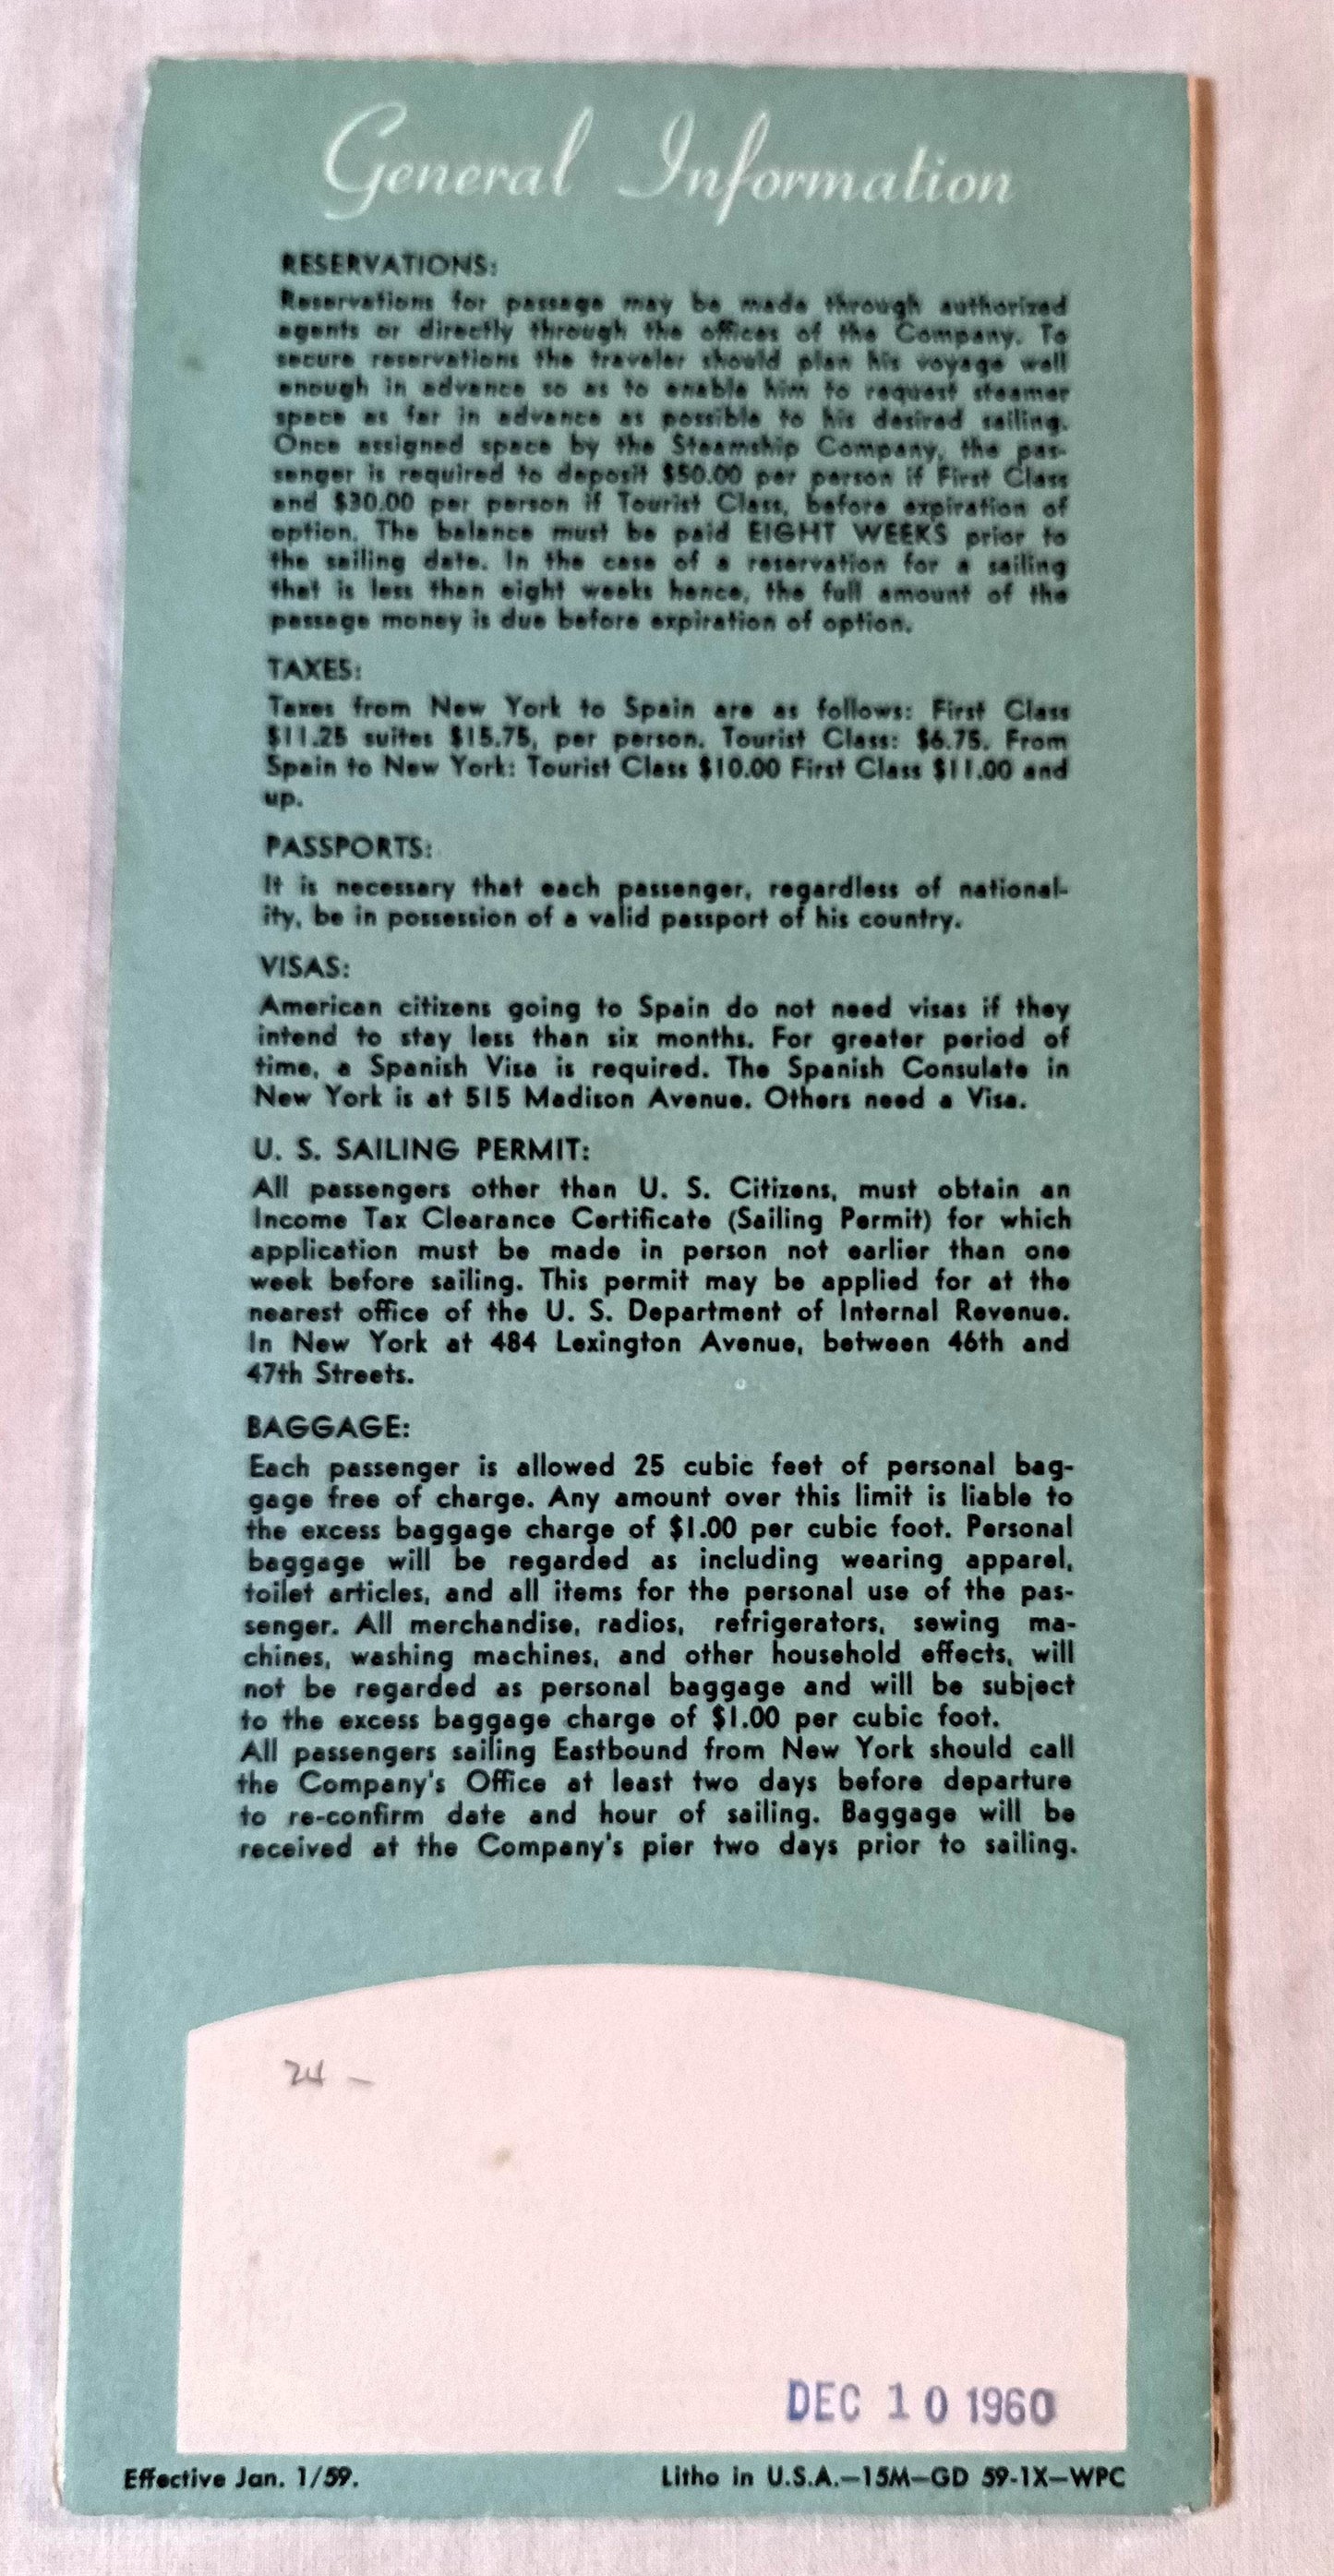 General Information
RESERVATIONS:
Reservations for passage may be made through authorized
agents or directly through the offices of the Company. To
secure reservations the traveler should plan his voyage well
enough in advance so as to enable him to request steamer
space as far in advance as possible to his desired sailing.
Once assigned space by the Steamship Company, the pas-
senger is required to deposit $50.00 per person if First Class
and $30.00 per person if Tourist Class, before expiration of
option. The balance must be paid EIGHT WEEKS prior to
the sailing date. In the case of a reservation for a sailing
that is less than eight weeks hence, the full amount of the
passage money is due before expiration of option.
TAXES:
Taxes from New York to Spain are as follows: First Class
$11.25 suites $15.75, per person. Tourist Class: $6.75. From
Spain to New York: Tourist Class $10.00 First Class $11.00 and
up.
PASSPORTS:
It is necessary that each passenger, regardless of national-
ity, be in possession of a valid passport of his country.
VISAS:
American citizens going to Spain do not need visas if they
intend to stay less than six months. For greater period of
time, a Spanish Visa is required. The Spanish Consulate in
New York is at 515 Madison Avenue. Others need a Visa.
U. S. SAILING PERMIT:
All passengers other than U. S. Citizens, must obtain an
Income Tax Clearance Certificate (Sailing Permit) for which
application must be made in person not earlier than one
week before sailing. This permit may be applied for at the
nearest office of the U. S. Department of Internal Revenue.
In New York at 484 Lexington Avenue, between 46th and
47th Streets.
BAGGAGE:
Each passenger is allowed 25 cubic feet of personal bag-
gage free of charge. Any amount over this limit is liable to
the excess baggage charge of $1.00 per cubic foot. Personal
baggage will be regarded as including wearing apparel,
toilet articles, and all items for the personal use of the pas-
senger. All merchandise, radios, refrigerators, sewing ma-
chines, washing machines, and other household effects, will
not be regarded as personal baggage and will be subject
to the excess baggage charge of $1.00 per cubic foot.
All passengers sailing Eastbound from New York should call
the Company's Office at least two days before departure
to re-confirm date and hour of sailing. Baggage will be
received at the Company's pier two days prior to sailing.
24 –
DEC 10 1960
Effective Jan. 1/59.
Litho in U.S.A.—15M—GD 59-1X—WPC